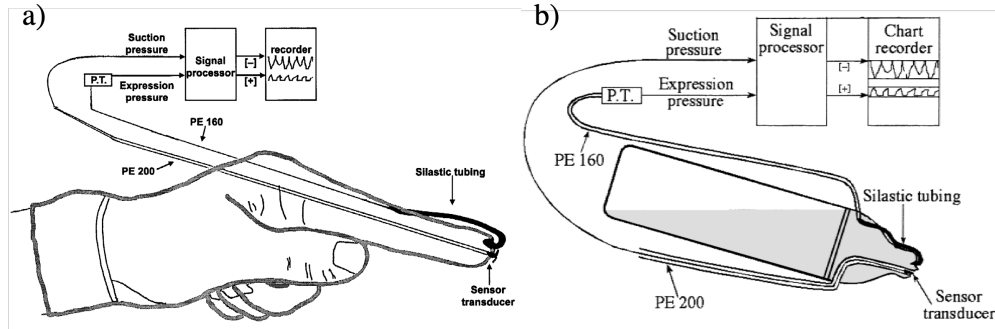 a)
Suction
pressure
P.T.
Expression
pressure
Signal
processor
[–]
[+]
recorder
PE 160
PE 200
Silastic tubing
Sensor
transducer
b)
Suction
pressure
P.T.
Expression
pressure
Signal
processor
[–]
[+]
Chart
recorder
PE 160
Silastic tubing
PE 200
Sensor
transducer